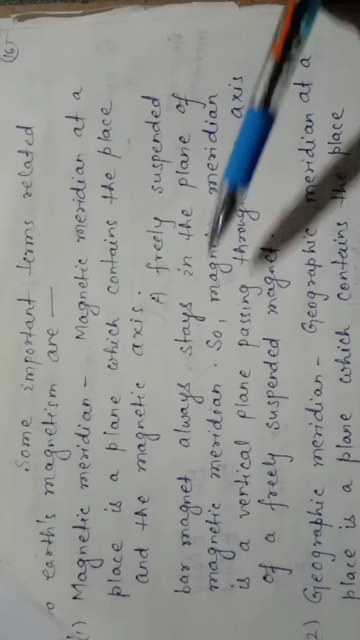 (16)
Some important terms related
o earth's magnetism are —
(1) Magnetic meridian - Magnetic meridian at a
place is a plane which contains the place
and the magnetic axis.
A freely suspended
bar magnet always stays in the plane of
magnetic meridian. So, meridian
is a vertical plane passing axis
of a freely suspended magnet.
2) Geographic meridian - Geographic meridian at a
place is a plane which contains the place